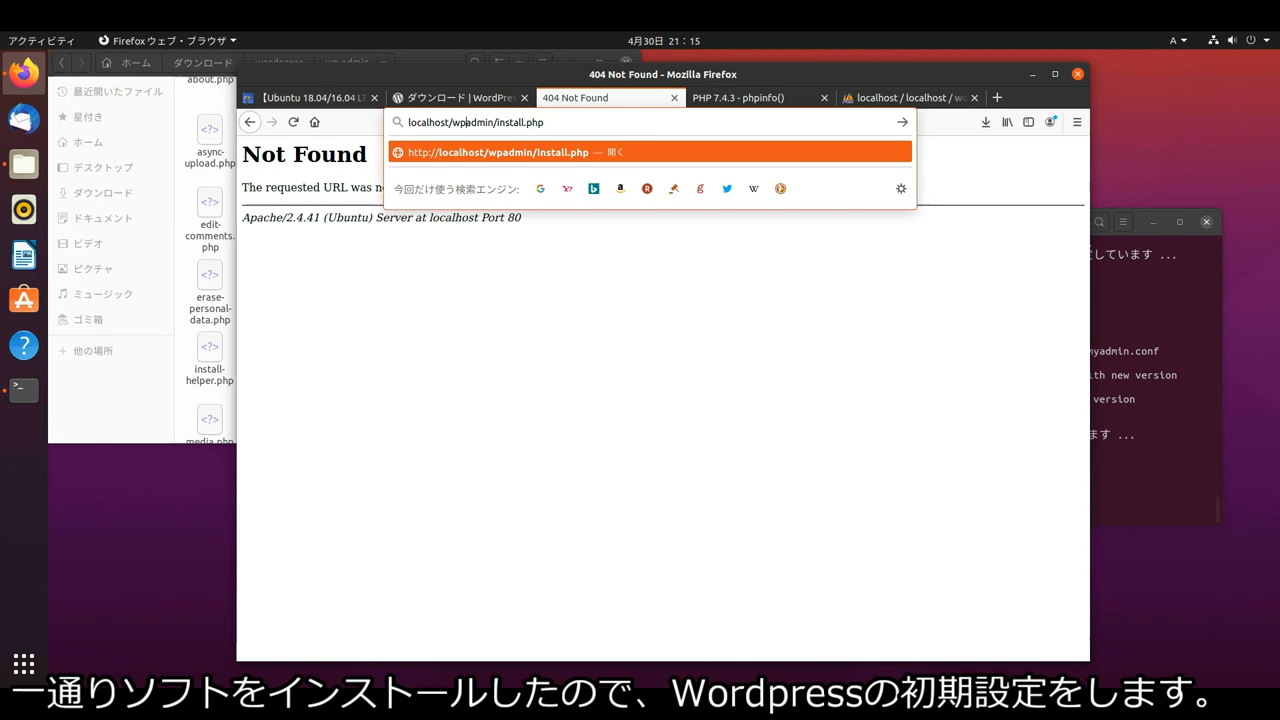 アクティビティ
Firefox ウェブ・ブラウザ
4月30日 21：15
A
ホーム
ダウンロード
wordpress
wp-admin
404 Not Found - Mozilla Firefox
【Ubuntu 18.04/16.04 L
ダウンロード | WordPres
404 Not Found
PHP 7.4.3 - phpinfo()
localhost / localhost / wo
localhost/wpadmin/install.php
http://localhost/wpadmin/install.php — 開く
今回だけ使う検索エンジン:
Not Found
The requested URL was no
Apache/2.4.41 (Ubuntu) Server at localhost Port 80
最近開いたファイル
星付き
ホーム
デスクトップ
ダウンロード
ドキュメント
ビデオ
ピクチャ
ミュージック
ゴミ箱
他の場所
about.php
async-
upload.php
edit-
comments.
php
erase-
personal-
data.php
install-
helper.php
media.php
しています ...
myadmin.conf
ith new version
version
ます ...
一通りソフトをインストールしたので、Wordpressの初期設定をします。